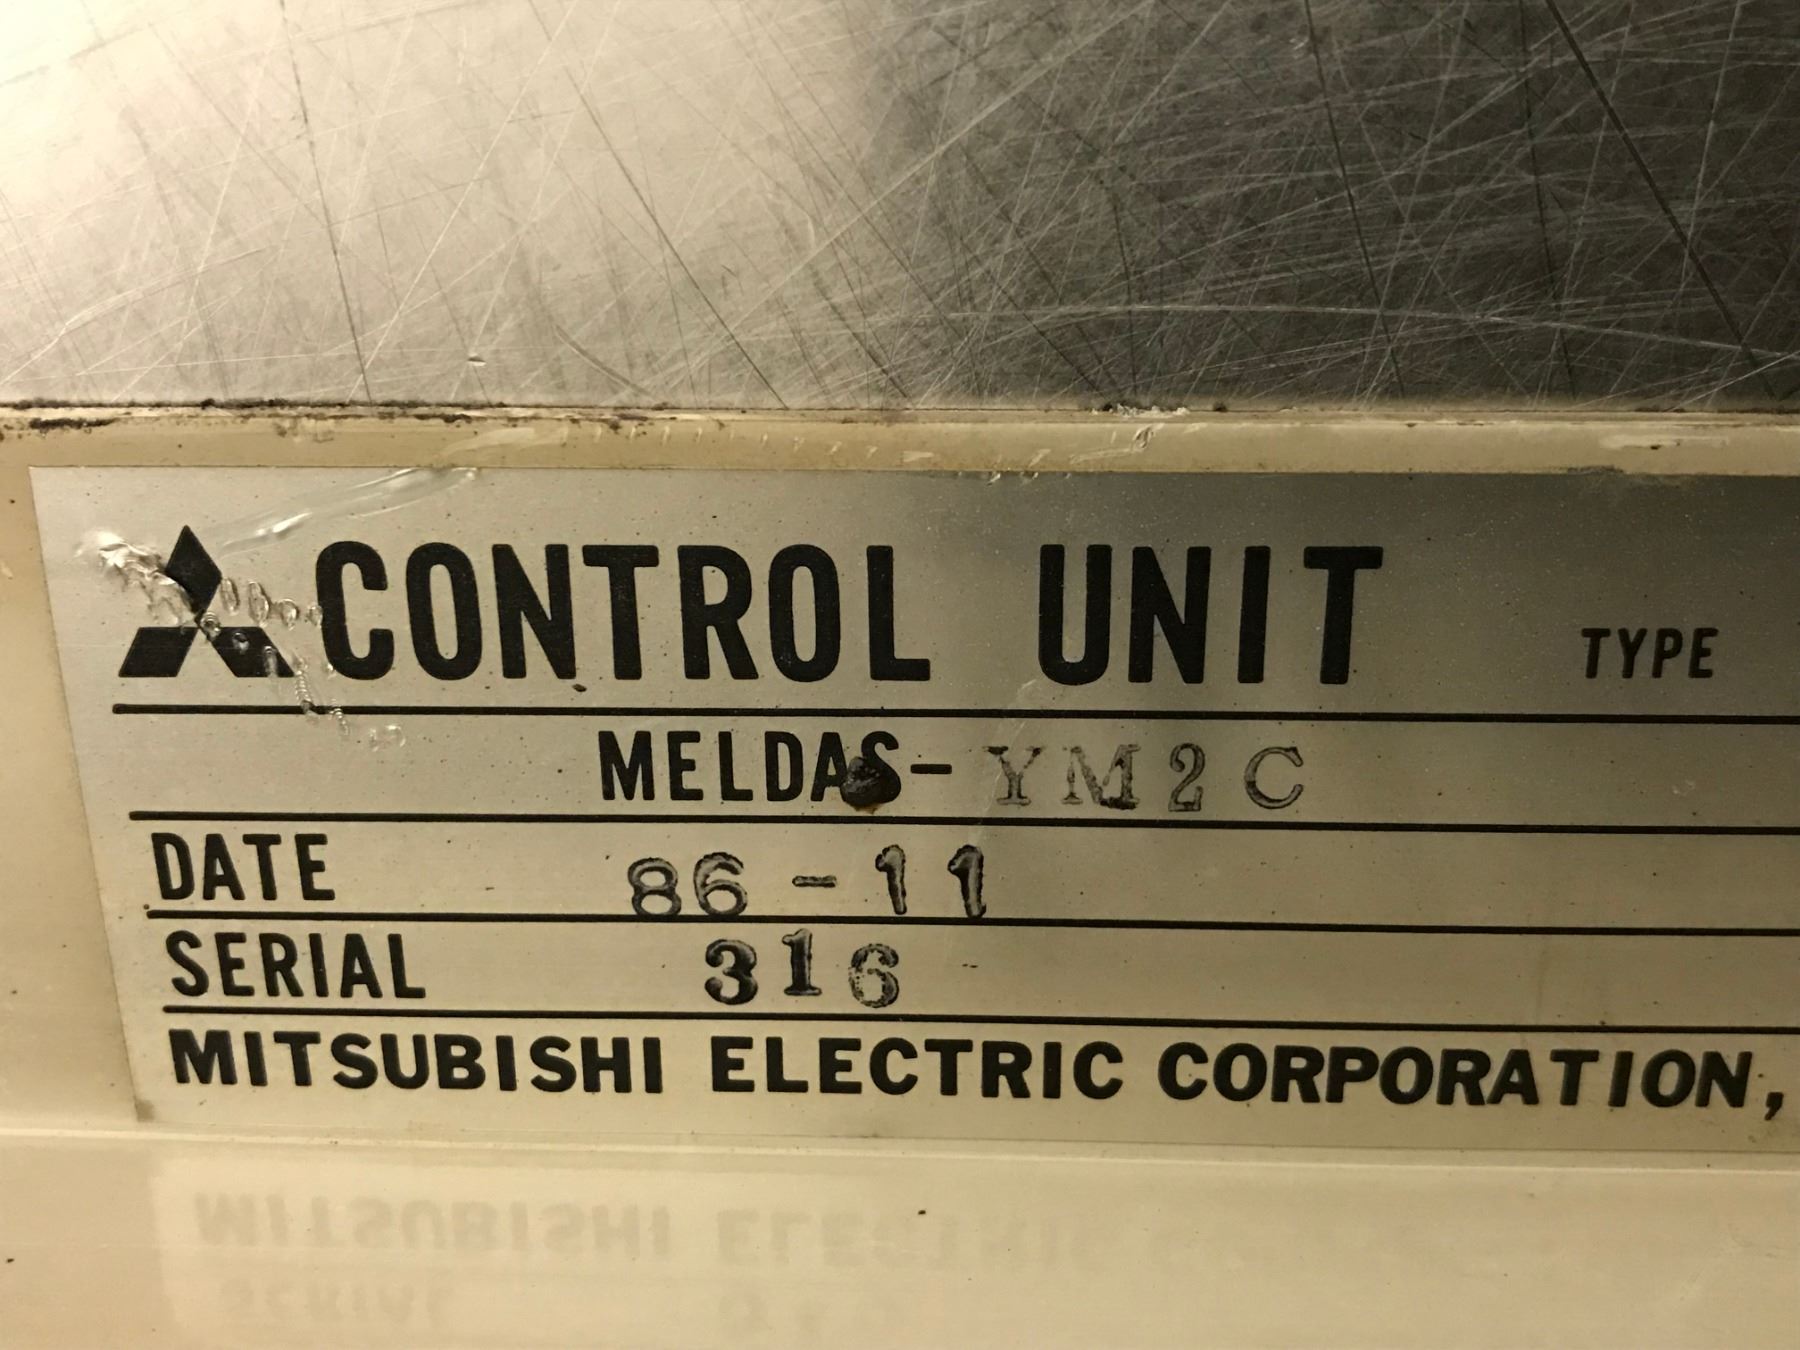 CONTROL UNIT TYPE
MELDAS-YM2C
DATE 86-11
SERIAL 316
MITSUBISHI ELECTRIC CORPORATION,